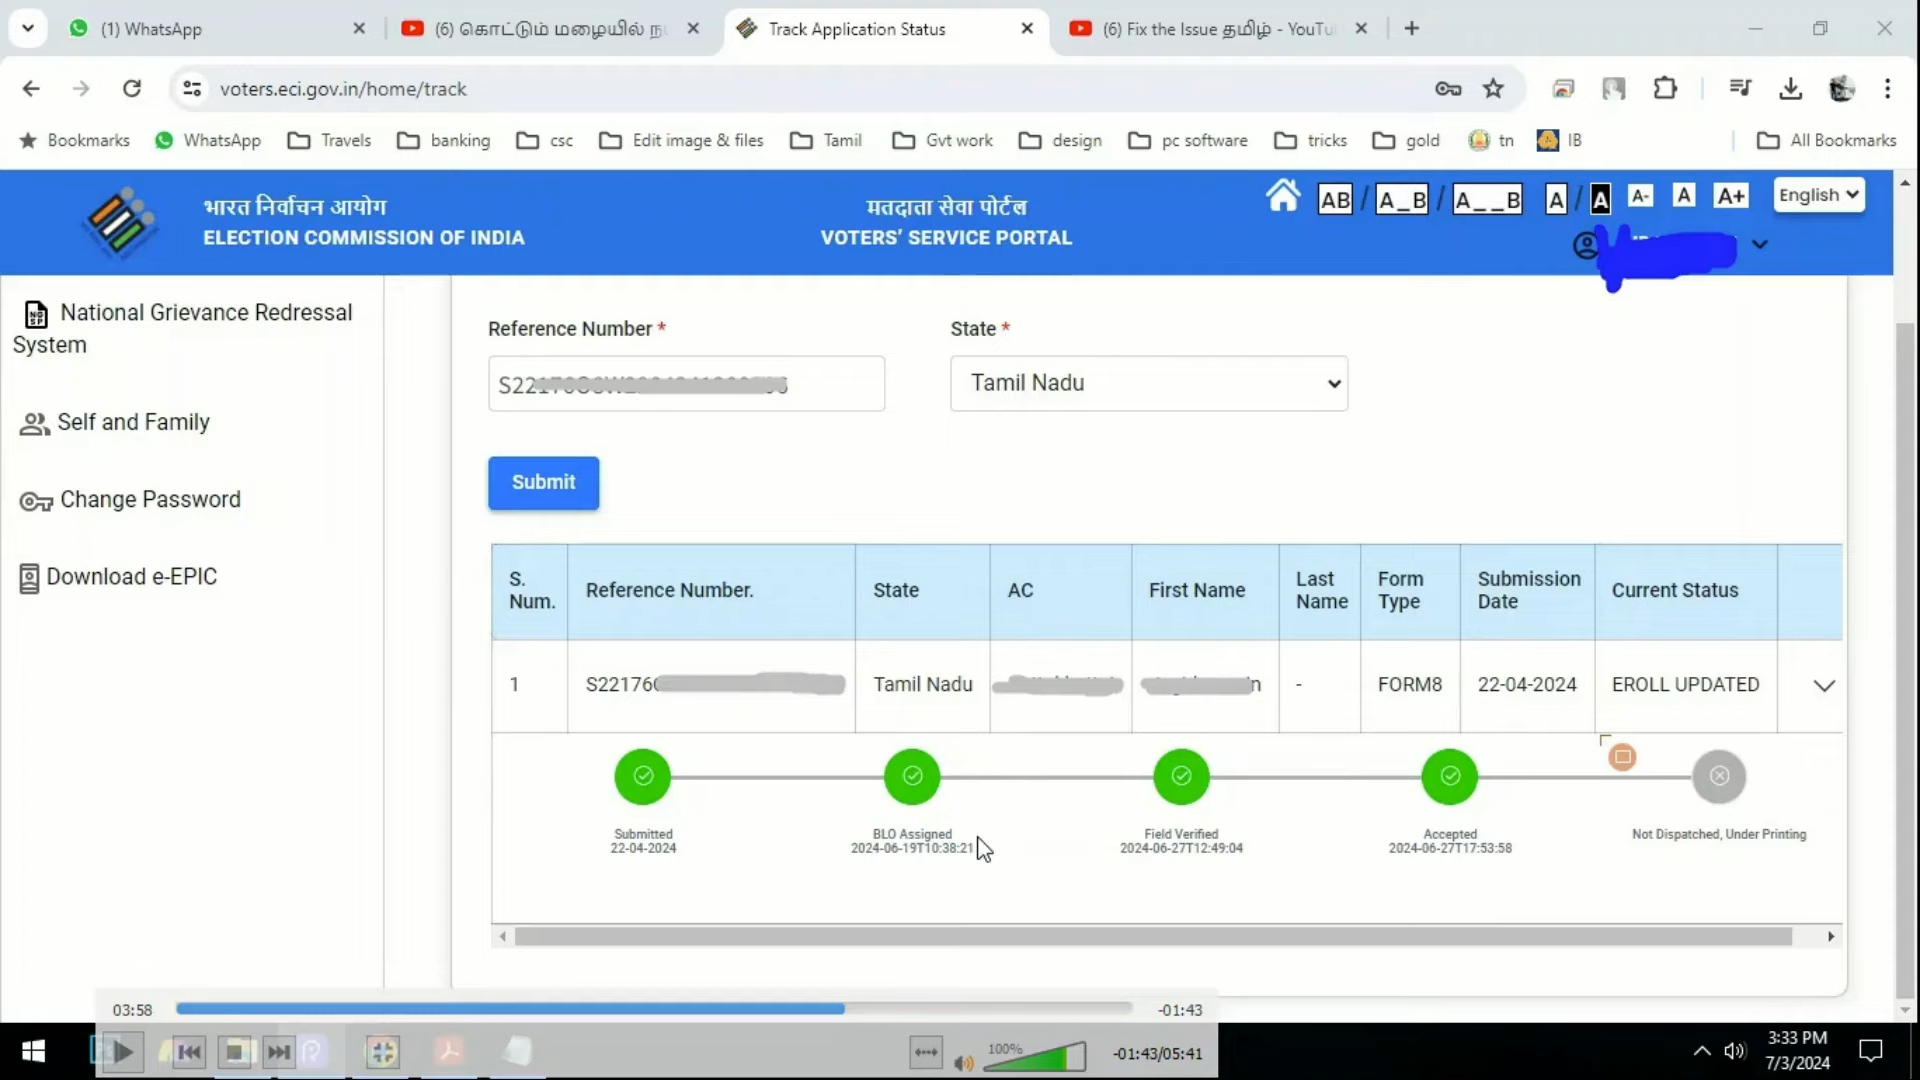 (1) WhatsApp
(6) கொட்டும் மழையில் ந
Track Application Status
(6) Fix the Issue தமிழ் - YouTu
voters.eci.gov.in/home/track
Bookmarks
WhatsApp
Travels
banking
csc
Edit image & files
Tamil
Gvt work
design
pc software
tricks
gold
tn
IB
All Bookmarks
भारत निर्वाचन आयोग
ELECTION COMMISSION OF INDIA
मतदाता सेवा पोर्टल
VOTERS' SERVICE PORTAL
AB / A_B / A__B A / A A- A A+
English
National Grievance Redressal
System
Self and Family
Change Password
Download e-EPIC
Reference Number *
State *
S22
Tamil Nadu
Submit
S. Num.
Reference Number.
State
AC
First Name
Last Name
Form Type
Submission Date
Current Status
1
S22176
Tamil Nadu
-
FORM8
22-04-2024
EROLL UPDATED
Submitted
22-04-2024
BLO Assigned
2024-06-19T10:38:21
Field Verified
2024-06-27T12:49:04
Accepted
2024-06-27T17:53:58
Not Dispatched, Under Printing
03:58
-01:43
100%
-01:43/05:41
3:33 PM
7/3/2024